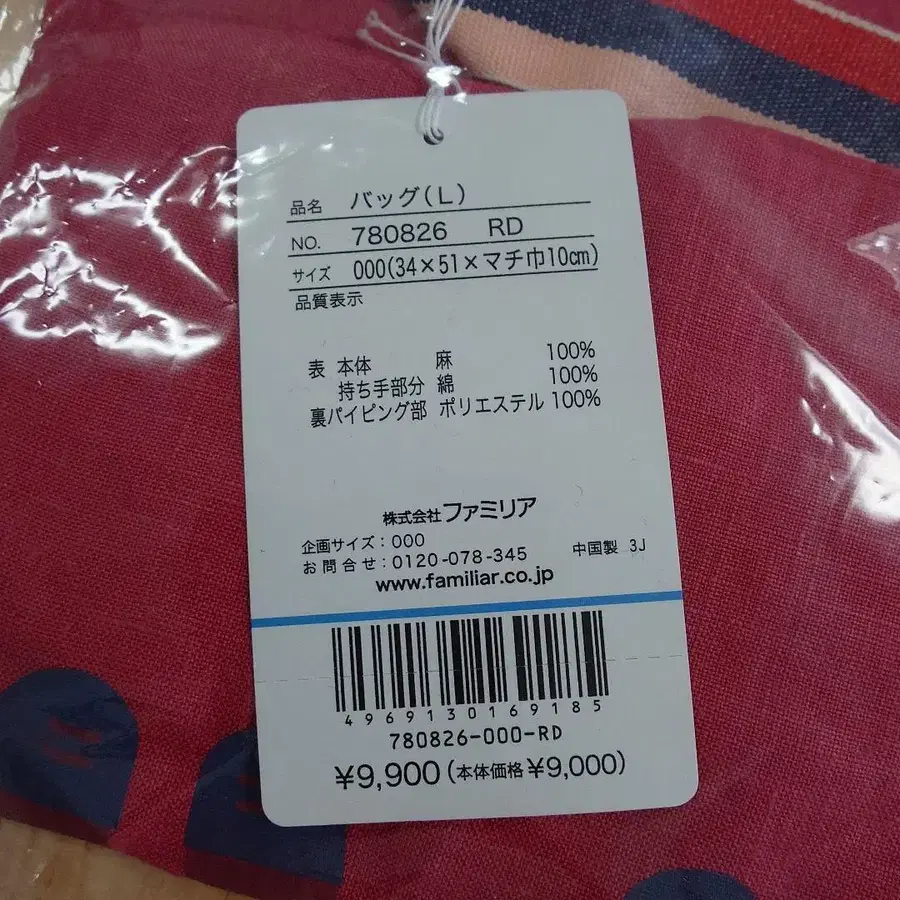 品名 バッグ(L)
NO. 780826 RD
サイズ 000(34×51×マチ巾10cm)
品質表示
表 本体 麻 100%
持ち手部分 綿 100%
裏パイピング部 ポリエステル 100%
株式会社ファミリア
企画サイズ:000
お問合せ:0120-078-345 中国製 3J
www.familiar.co.jp
4969130169185
780826-000-RD
¥9,900(本体価格¥9,000)